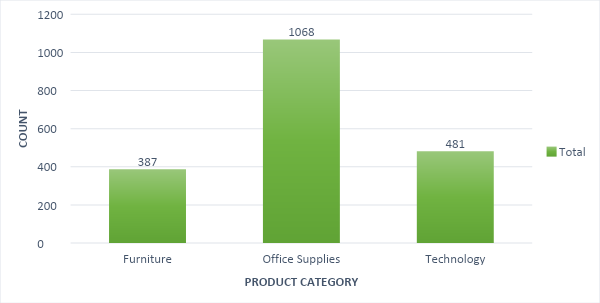 1200
1000
800
600
400
200
0
COUNT
387
1068
481
Furniture
Office Supplies
Technology
PRODUCT CATEGORY
Total